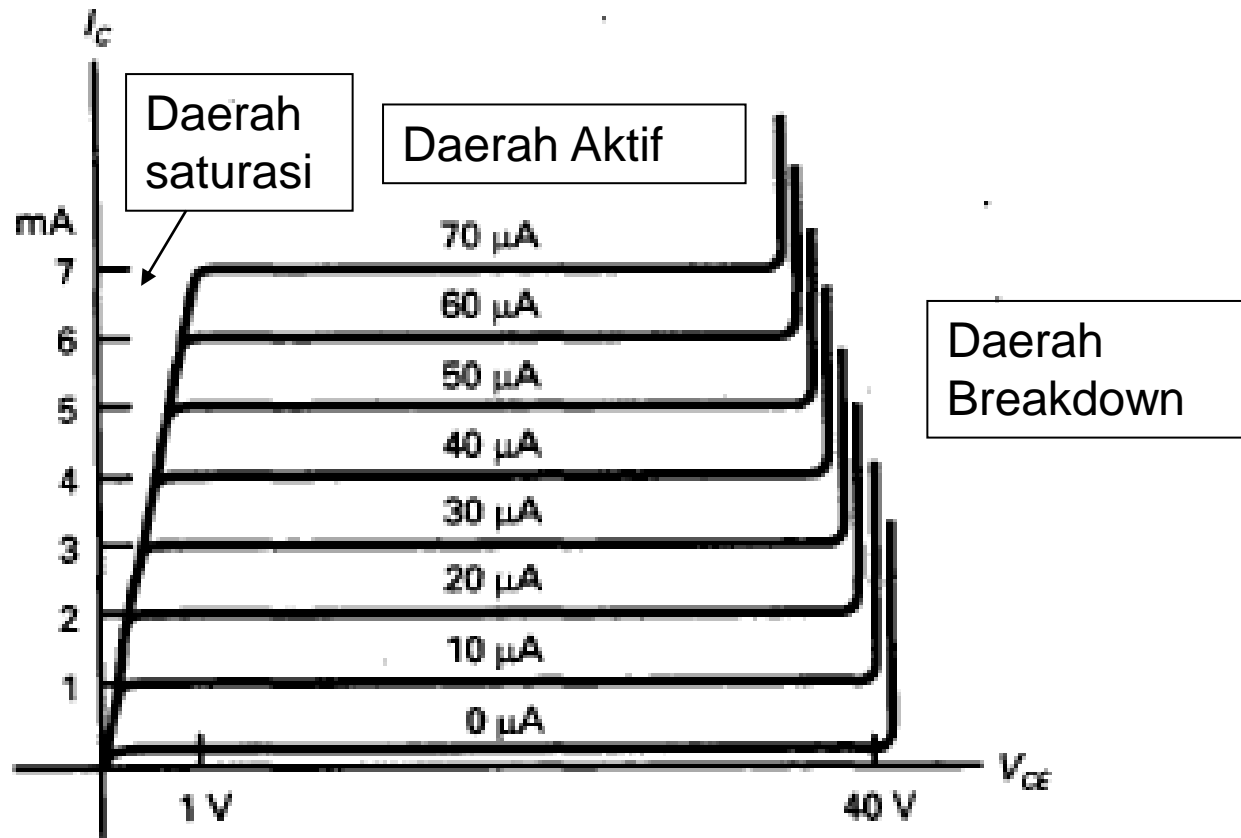 I_C
Daerah
saturasi
Daerah Aktif
mA
70 μA
7
60 μA
6
Daerah
Breakdown
50 μA
5
40 μA
4
30 μA
3
20 μA
2
10 μA
1
0 μA
V_CE
1 V
40 V